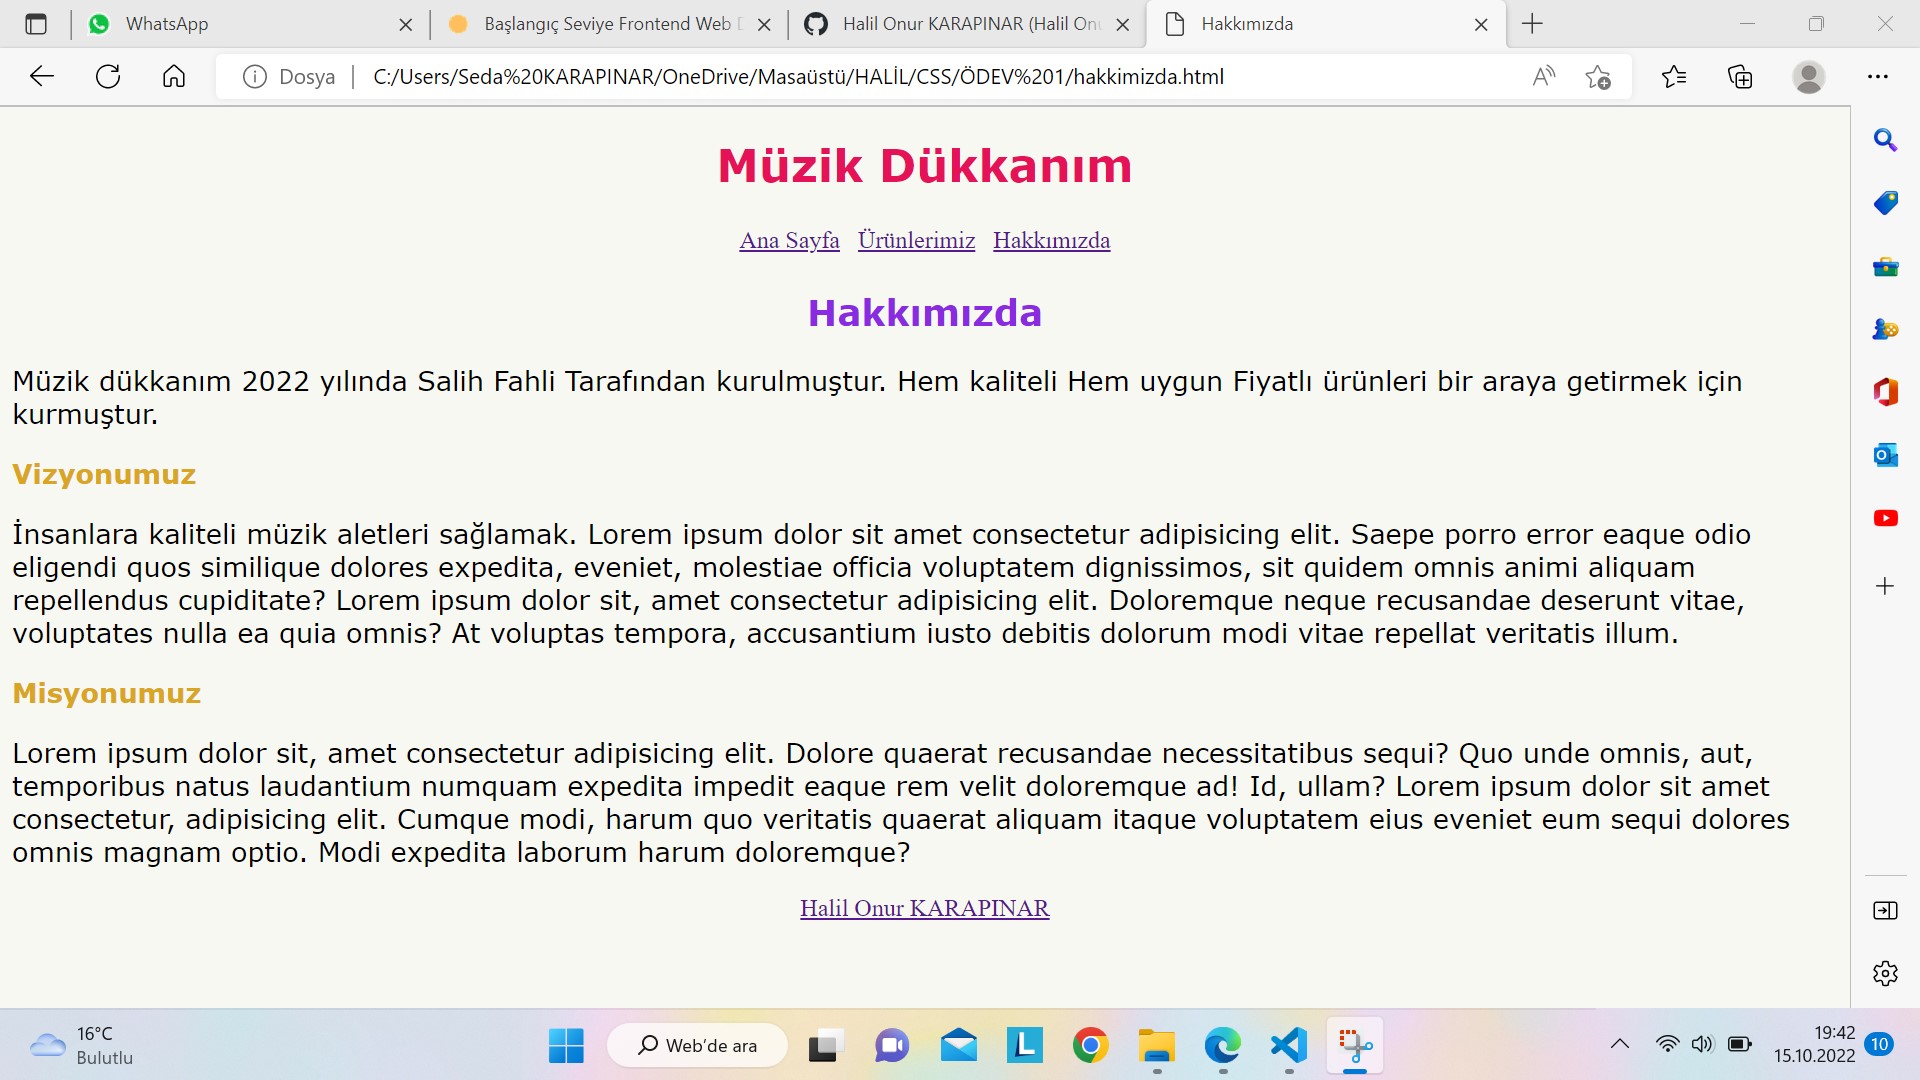 WhatsApp
Başlangıç Seviye Frontend Web
Halil Onur KARAPINAR (Halil Onu
Hakkımızda
Dosya
C:/Users/Seda%20KARAPINAR/OneDrive/Masaüstü/HALİL/CSS/ÖDEV%201/hakkimizda.html
Müzik Dükkanım
Ana Sayfa Ürünlerimiz Hakkımızda
Hakkımızda
Müzik dükkanım 2022 yılında Salih Fahli Tarafından kurulmuştur. Hem kaliteli Hem uygun Fiyatlı ürünleri bir araya getirmek için
kurmuştur.
Vizyonumuz
İnsanlara kaliteli müzik aletleri sağlamak. Lorem ipsum dolor sit amet consectetur adipisicing elit. Saepe porro error eaque odio
eligendi quos similique dolores expedita, eveniet, molestiae officia voluptatem dignissimos, sit quidem omnis animi aliquam
repellendus cupiditate? Lorem ipsum dolor sit, amet consectetur adipisicing elit. Doloremque neque recusandae deserunt vitae,
voluptates nulla ea quia omnis? At voluptas tempora, accusantium iusto debitis dolorum modi vitae repellat veritatis illum.
Misyonumuz
Lorem ipsum dolor sit, amet consectetur adipisicing elit. Dolore quaerat recusandae necessitatibus sequi? Quo unde omnis, aut,
temporibus natus laudantium numquam expedita impedit eaque rem velit doloremque ad! Id, ullam? Lorem ipsum dolor sit amet
consectetur, adipisicing elit. Cumque modi, harum quo veritatis quaerat aliquam itaque voluptatem eius eveniet eum sequi dolores
omnis magnam optio. Modi expedita laborum harum doloremque?
Halil Onur KARAPINAR
16°C
Bulutlu
Web'de ara
19:42
15.10.2022
10